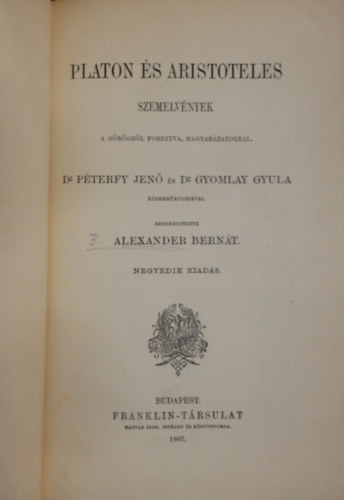 PLATON ÉS ARISTOTELES
SZEMELVÉNYEK
A GÖRÖGBŐL FORDITVA, MAGYARÁZATOKKAL.
Dr. PÉTERFY JENŐ ÉS Dr. GYOMLAY GYULA
KÖZREMŰKÖDÉSÉVEL
SZERKESZTETTE
ALEXANDER BERNÁT.
NEGYEDIK KIADÁS.
BUDAPEST.
FRANKLIN-TÁRSULAT
MAGYAR IROD. INTÉZET ÉS KÖNYVNYOMDA.
1907.